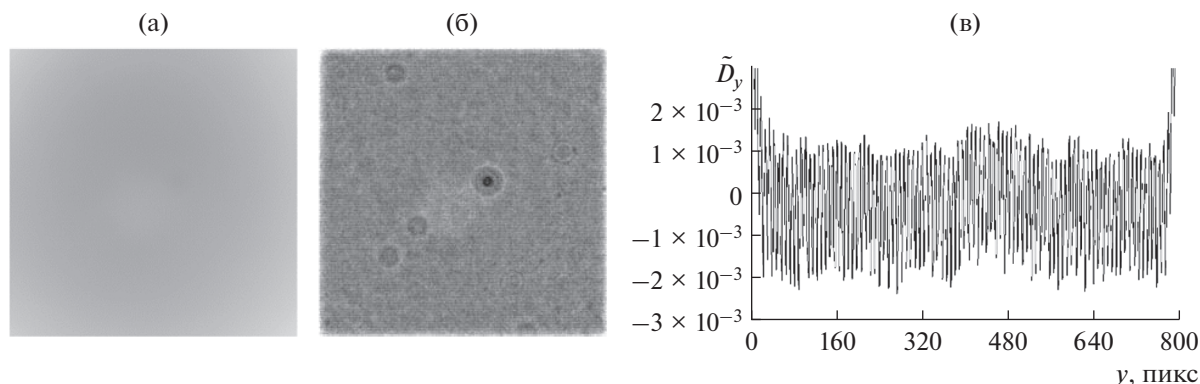 (а)
(б)
(в)
D̃y
2 × 10⁻³
1 × 10⁻³
0
−1 × 10⁻³
−2 × 10⁻³
−3 × 10⁻³
0 160 320 480 640 800
y, пикс